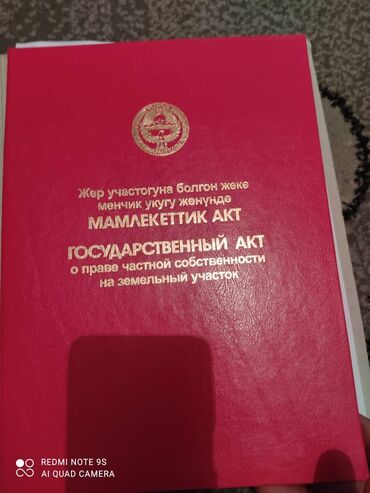 Жер участогуна болгон жеке
менчик укугу жөнүндө
МАМЛЕКЕТТИК АКТ
ГОСУДАРСТВЕННЫЙ АКТ
о праве частной собственности
на земельный участок
REDMI NOTE 9S
AI QUAD CAMERA